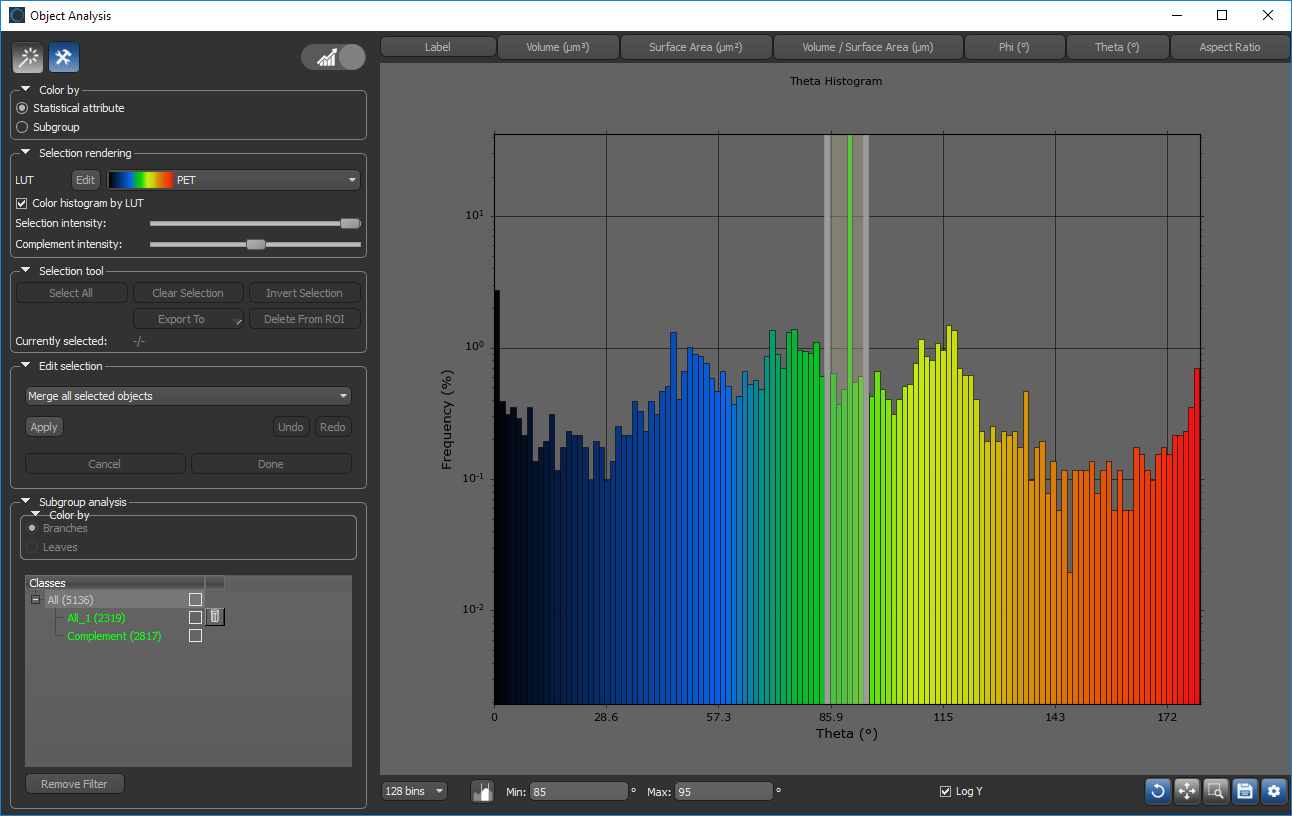 Object Analysis
Label
Volume (µm³)
Surface Area (µm²)
Volume / Surface Area (µm)
Phi (°)
Theta (°)
Aspect Ratio
Color by
Statistical attribute
Subgroup
Selection rendering
LUT
Edit
PET
Color histogram by LUT
Selection intensity:
Complement intensity:
Selection tool
Select All
Clear Selection
Invert Selection
Export To
Delete From ROI
Currently selected:
-/-
Edit selection
Merge all selected objects
Apply
Undo
Redo
Cancel
Done
Subgroup analysis
Color by
Branches
Leaves
Classes
All (5136)
All_1 (2319)
Complement (2817)
Remove Filter
Theta Histogram
10¹
10⁰
10⁻¹
10⁻²
Frequency (%)
0
28.6
57.3
85.9
115
143
172
Theta (°)
128 bins
Min:
85
°
Max:
95
°
Log Y